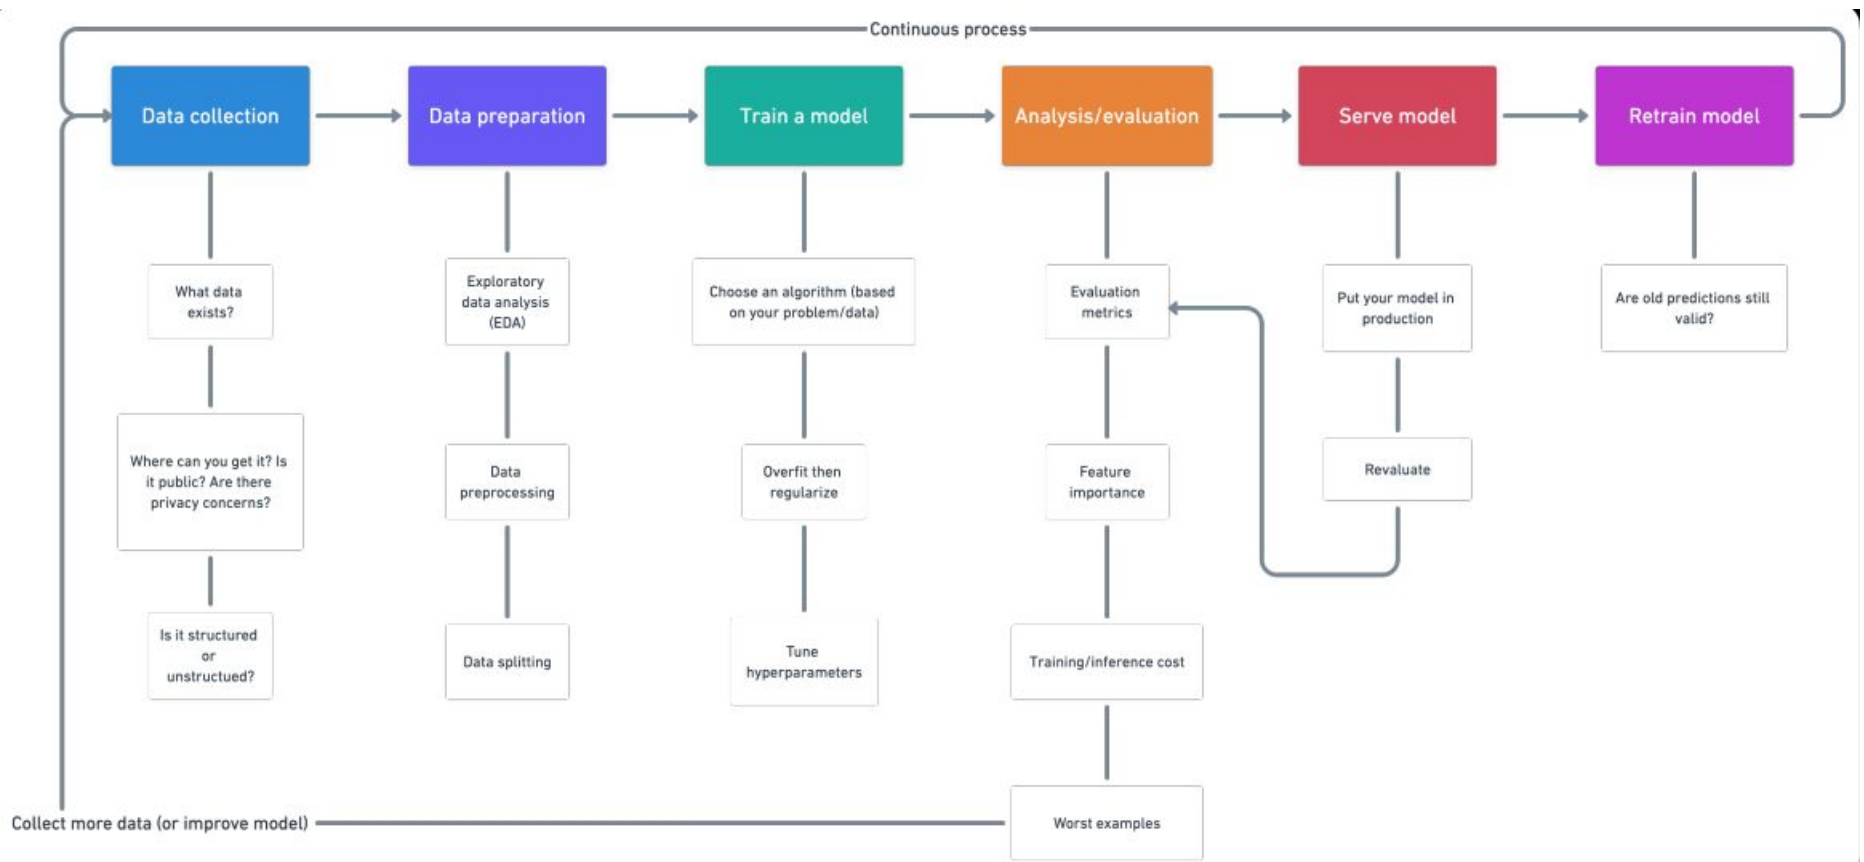 Continuous process
Data collection
Data preparation
Train a model
Analysis/evaluation
Serve model
Retrain model
What data
exists?
Where can you get it? Is
it public? Are there
privacy concerns?
Is it structured
or
unstructued?
Exploratory
data analysis
(EDA)
Data
preprocessing
Data splitting
Choose an algorithm (based
on your problem/data)
Overfit then
regularize
Tune
hyperparameters
Evaluation
metrics
Feature
importance
Training/inference cost
Worst examples
Put your model in
production
Revaluate
Are old predictions still
valid?
Collect more data (or improve model)